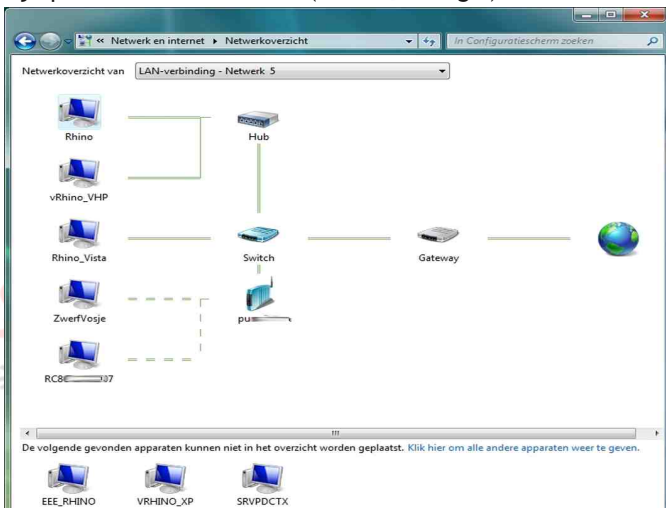 « Netwerk en internet ▸ Netwerkoverzicht
In Configuratiescherm zoeken
Netwerkoverzicht van LAN-verbinding - Netwerk 5
Rhino
Hub
vRhino_VHP
Rhino_Vista
Switch
Gateway
ZwerfVosje
De volgende gevonden apparaten kunnen niet in het overzicht worden geplaatst. Klik hier om alle andere apparaten weer te geven.
EEE_RHINO
VRHINO_XP
SRVPDCTX